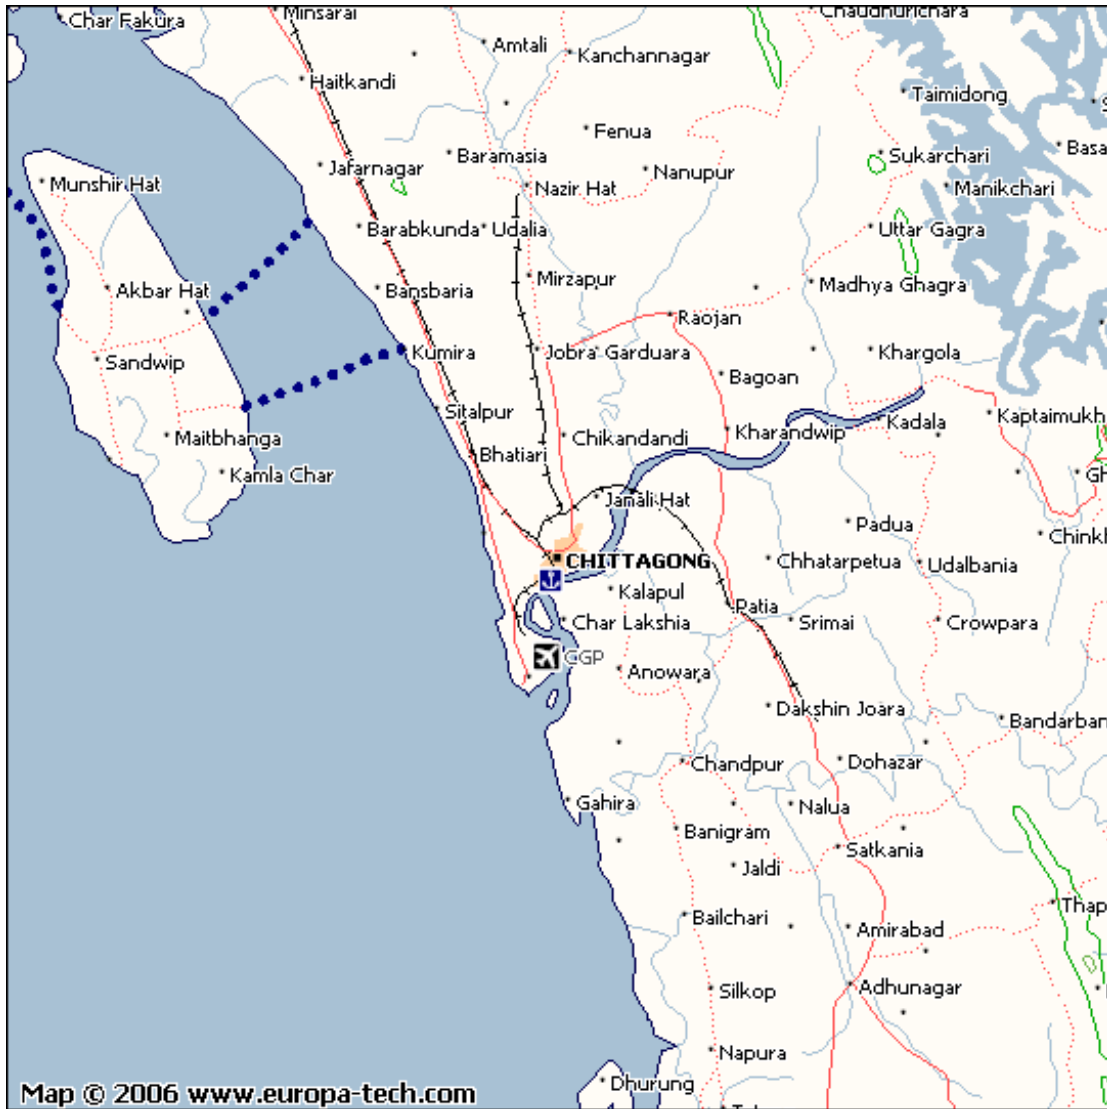 Char Fakura
Minsarai
Chaudhurichara
Amtali
Kanchannagar
Haitkandi
Taimidong
Fenua
Baramasia
Sukarchari
Basa
Jafarnagar
Nanupur
Munshir Hat
Nazir Hat
Manikchari
Barabkunda
Udalia
Uttar Gagra
Mirzapur
Madhya Ghagra
Akbar Hat
Bansbaria
Raojan
Sandwip
Kumira
Jobra
Garduara
Khargola
Bagoan
Sitalpur
Kaptaimukh
Maitbhanga
Chikandandi
Kharandwip
Kadala
Bhatiari
Kamla Char
Gh
Jamali Hat
Padua
Chinkh
CHITTAGONG
Chhatarpetua
Udalbania
Kalapul
Patia
Char Lakshia
Srimai
Crowpara
CGP
Anowara
Dakshin Joara
Bandarban
Chandpur
Dohazar
Gahira
Nalua
Banigram
Satkania
Jaldi
Thap
Bailchari
Amirabad
Silkop
Adhunagar
Napura
Dhurung
Map © 2006 www.europa-tech.com